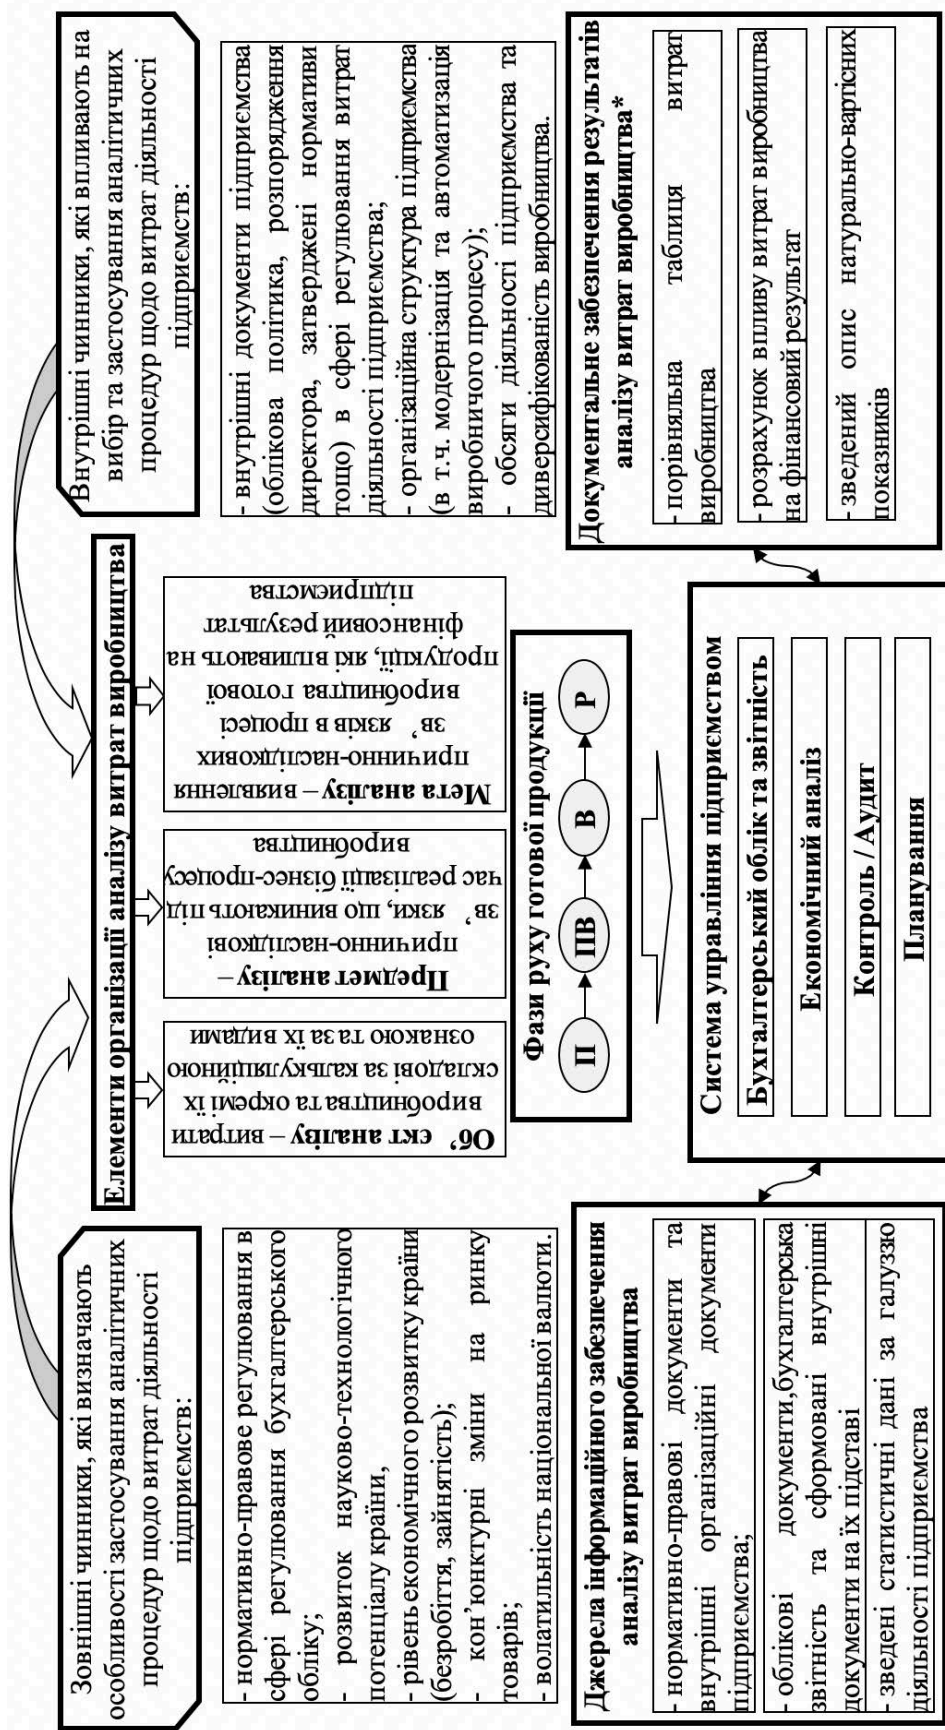 Зовнішні чинники, які визначають
особливості застосування аналітичних
процедур щодо витрат діяльності
підприємств:
- нормативно-правове регулювання в
сфері регулювання бухгалтерського
обліку;
- розвиток науково-технологічного
потенціалу країни,
- рівень економічного розвитку країни
(безробіття, зайнятість);
- кон’юнктурні зміни на ринку
товарів;
- волатильність національної валюти.
Елементи організації аналізу витрат виробництва
Об’ єкт аналізу – витрати
виробництва та окремі їх
складові за калькуляційною
ознакою та за їх видами
Предмет аналізу –
причинно-наслідкові
зв’ язки, що виникають під
час реалізації бізнес-процесу
виробництва
Мета аналізу – виявлення
причинно-наслідкових
зв’ язків в процесі
виробництва готової
продукції, які впливають на
фінансовий результат
підприємства
Фази руху готової продукції
П
ПВ
В
Р
Внутрішні чинники, які впливають на
вибір та застосування аналітичних
процедур щодо витрат діяльності
підприємств:
- внутрішні документи підприємства
(облікова політика, розпорядження
директора, затверджені нормативи
тощо) в сфері регулювання витрат
діяльності підприємства;
- організаційна структура підприємства
(в т.ч. модернізація та автоматизація
виробничого процесу);
- обсяги діяльності підприємства та
диверсифікованість виробництва.
Джерела інформаційного забезпечення
аналізу витрат виробництва
- нормативно-правові документи та
внутрішні організаційні документи
підприємства;
- облікові документи,бухгалтерська
звітність та сформовані внутрішні
документи на їх підставі
- зведені статистичні дані за галуззю
діяльності підприємства
Система управління підприємством
Бухгалтерський облік та звітність
Економічний аналіз
Контроль / Аудит
Планування
Документальне забезпечення результатів
аналізу витрат виробництва*
- порівняльна таблиця витрат
виробництва
- розрахунок впливу витрат виробництва
на фінансовий результат
- зведений опис натурально-вартісних
показників